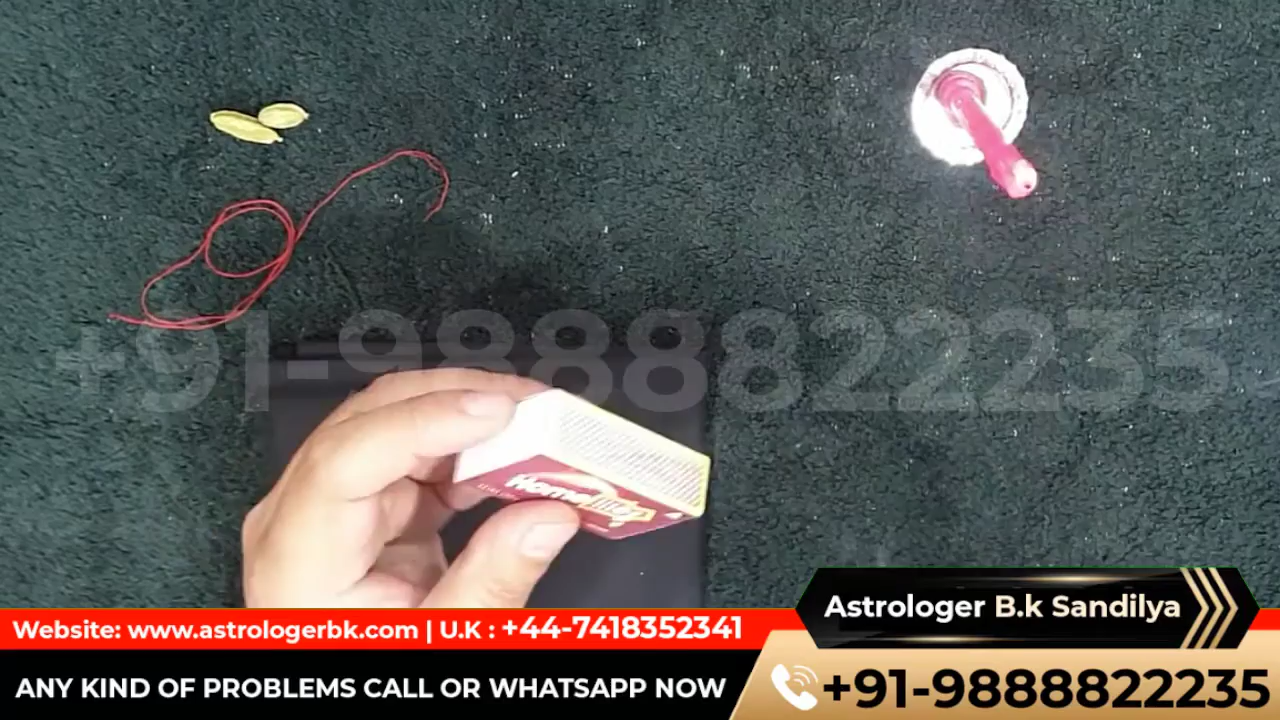 +91-9888822235
Home
Astrologer B.k Sandilya
Website: www.astrologerbk.com | U.K : +44-7418352341
ANY KIND OF PROBLEMS CALL OR WHATSAPP NOW
+91-9888822235